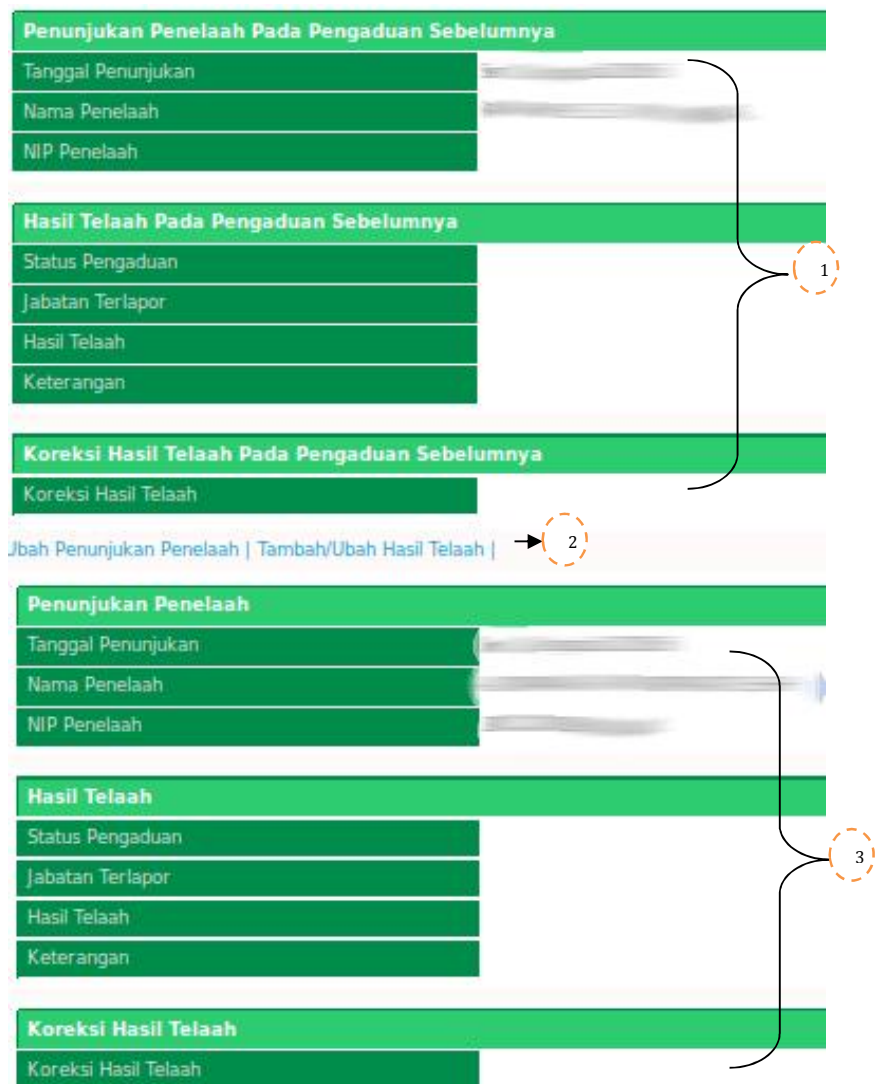 Penunjukan Penelaah Pada Pengaduan Sebelumnya
Tanggal Penunjukan
Nama Penelaah
NIP Penelaah
Hasil Telaah Pada Pengaduan Sebelumnya
Status Pengaduan
1
Jabatan Terlapor
Hasil Telaah
Keterangan
Koreksi Hasil Telaah Pada Pengaduan Sebelumnya
Koreksi Hasil Telaah
Ubah Penunjukan Penelaah | Tambah/Ubah Hasil Telaah | 2
Penunjukan Penelaah
Tanggal Penunjukan
Nama Penelaah
NIP Penelaah
Hasil Telaah
Status Pengaduan
3
Jabatan Terlapor
Hasil Telaah
Keterangan
Koreksi Hasil Telaah
Koreksi Hasil Telaah